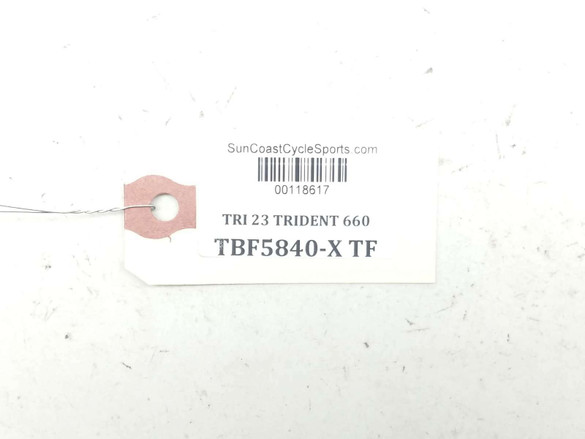 SunCoastCycleSports.com
00118617
TRI 23 TRIDENT 660
TBF5840-X TF